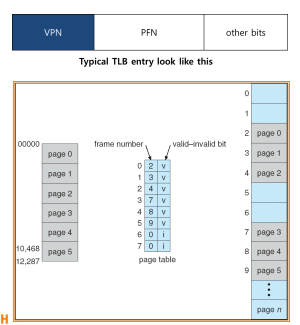 VPN PFN other bits
Typical TLB entry look like this
0
1
2 page 0
3 page 1
4 page 2
5
6
7 page 3
8 page 4
9 page 5
page n
00000
page 0
page 1
page 2
page 3
page 4
page 5
10,468
12,287
frame number valid–invalid bit
0 2 v
1 3 v
2 4 v
3 7 v
4 8 v
5 9 v
6 0 i
7 0 i
page table
H